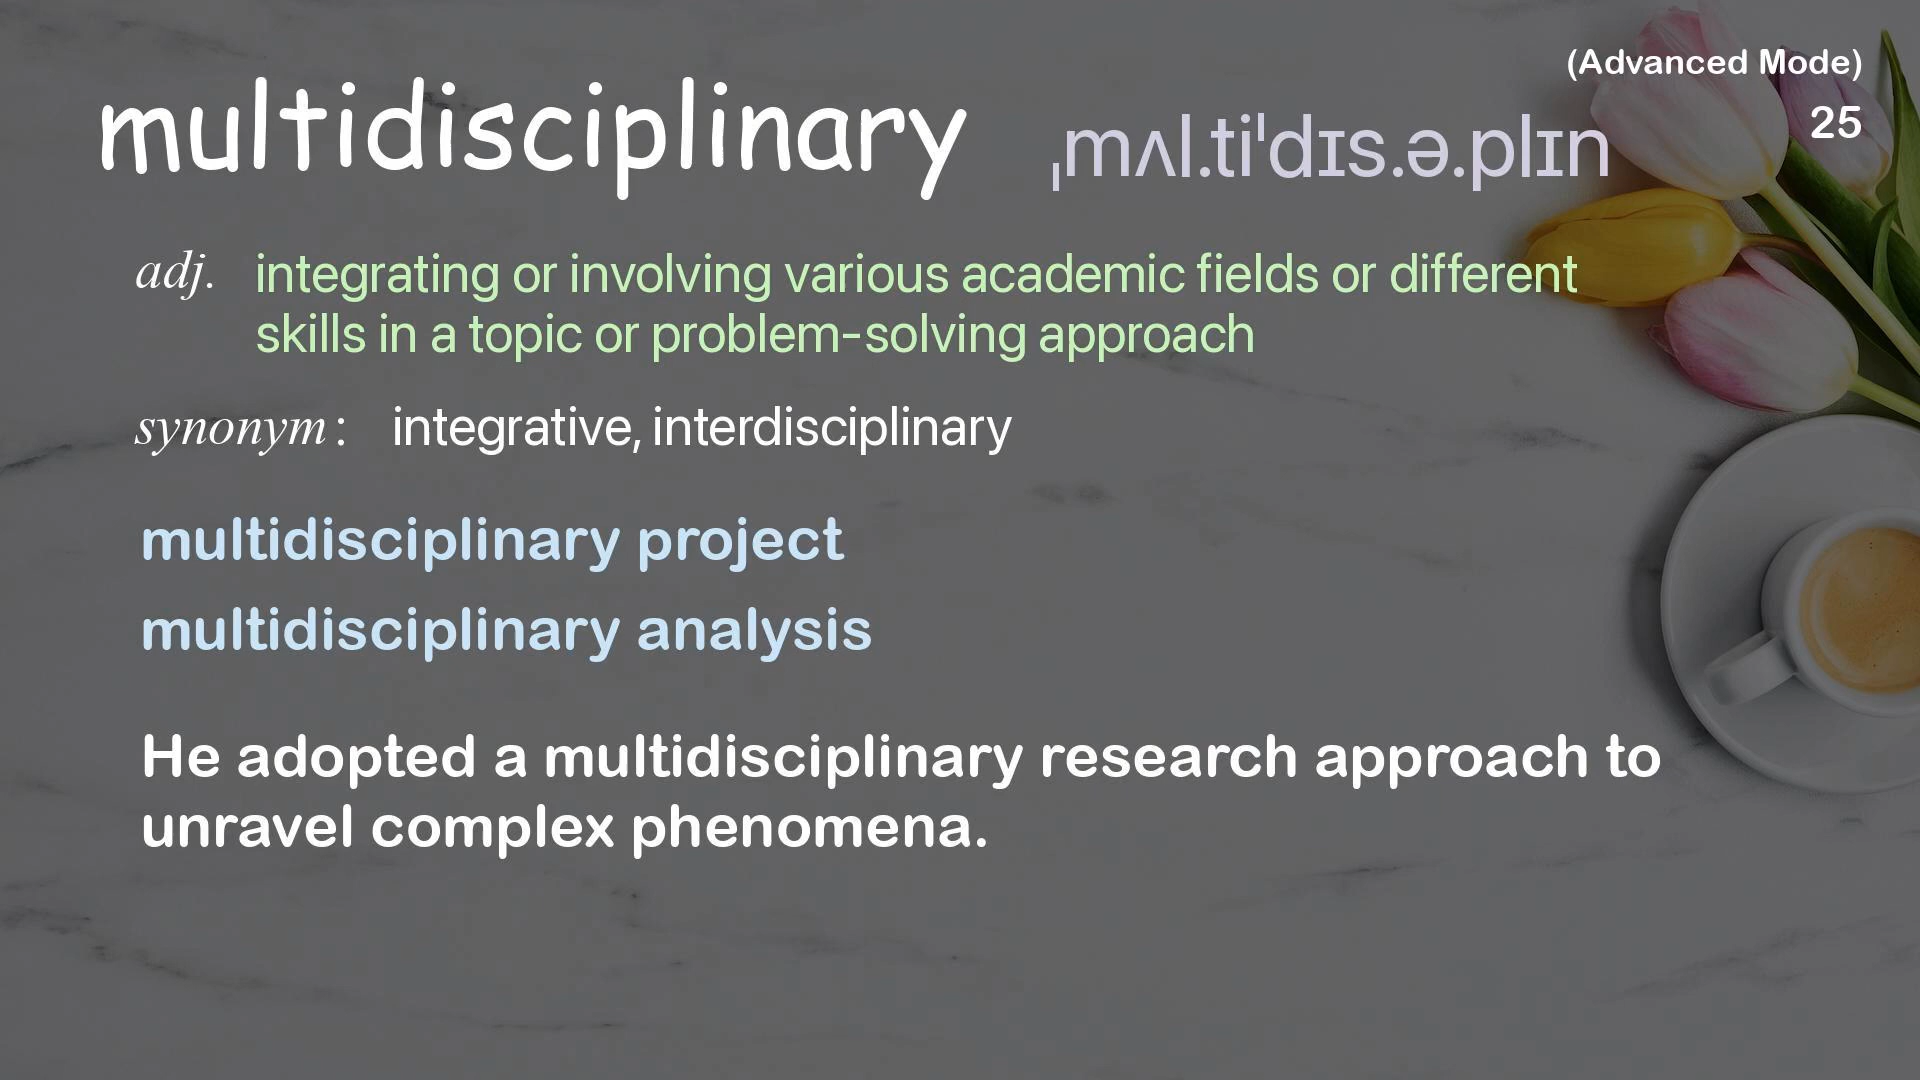 (Advanced Mode)
multidisciplinary ˌmʌl.tiˈdɪs.ə.plɪn
25
adj. integrating or involving various academic fields or different
skills in a topic or problem-solving approach
synonym: integrative, interdisciplinary
multidisciplinary project
multidisciplinary analysis
He adopted a multidisciplinary research approach to
unravel complex phenomena.